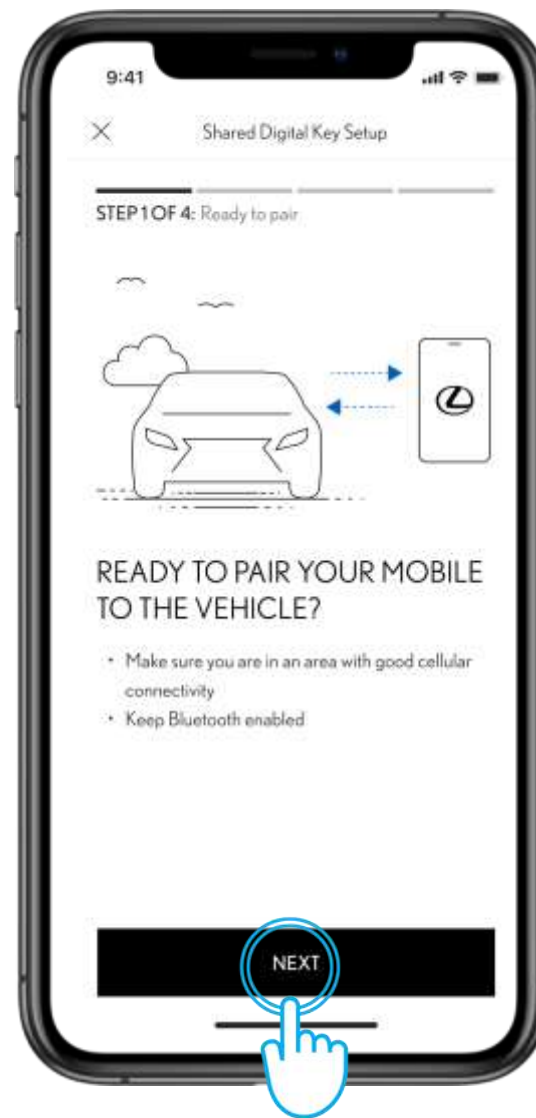 9:41
Shared Digital Key Setup
STEP 1 OF 4: Ready to pair
READY TO PAIR YOUR MOBILE
TO THE VEHICLE?
• Make sure you are in an area with good cellular
connectivity
• Keep Bluetooth enabled
NEXT